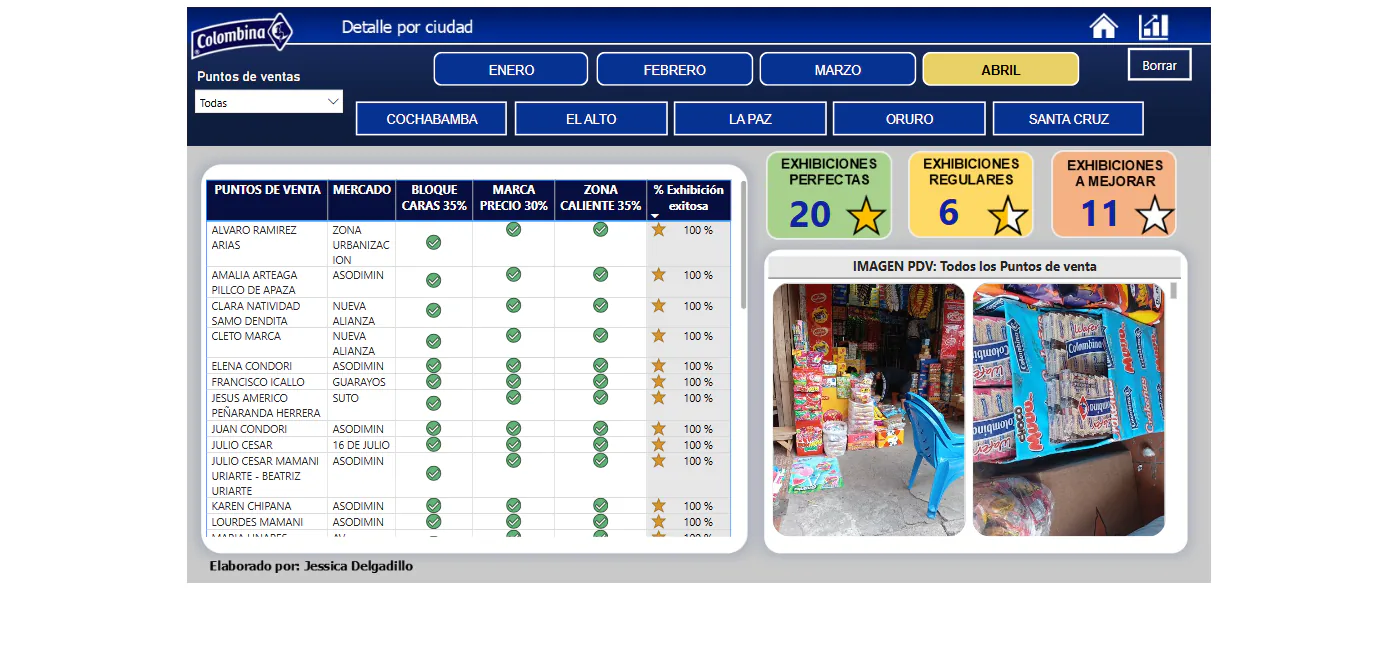 Colombina
Detalle por ciudad
Puntos de ventas
Todas
ENERO
FEBRERO
MARZO
ABRIL
Borrar
COCHABAMBA
EL ALTO
LA PAZ
ORURO
SANTA CRUZ
PUNTOS DE VENTA MERCADO BLOQUE CARAS 35% MARCA PRECIO 30% ZONA CALIENTE 35% % Exhibición exitosa
ALVARO RAMIREZ ARIAS ZONA URBANIZACION 100 %
AMALIA ARTEAGA PILLCO DE APAZA ASODIMIN 100 %
CLARA NATIVIDAD SAMO DENDITA NUEVA ALIANZA 100 %
CLETO MARCA NUEVA ALIANZA 100 %
ELENA CONDORI ASODIMIN 100 %
FRANCISCO ICALLO GUARAYOS 100 %
JESUS AMERICO PEÑARANDA HERRERA SUTO 100 %
JUAN CONDORI ASODIMIN 100 %
JULIO CESAR 16 DE JULIO 100 %
JULIO CESAR MAMANI URIARTE - BEATRIZ URIARTE ASODIMIN 100 %
KAREN CHIPANA ASODIMIN 100 %
LOURDES MAMANI ASODIMIN 100 %
EXHIBICIONES
PERFECTAS
20
EXHIBICIONES
REGULARES
6
EXHIBICIONES
A MEJORAR
11
IMAGEN PDV: Todos los Puntos de venta
Wafer
Colombina
Colombina
Colombina
Elaborado por: Jessica Delgadillo